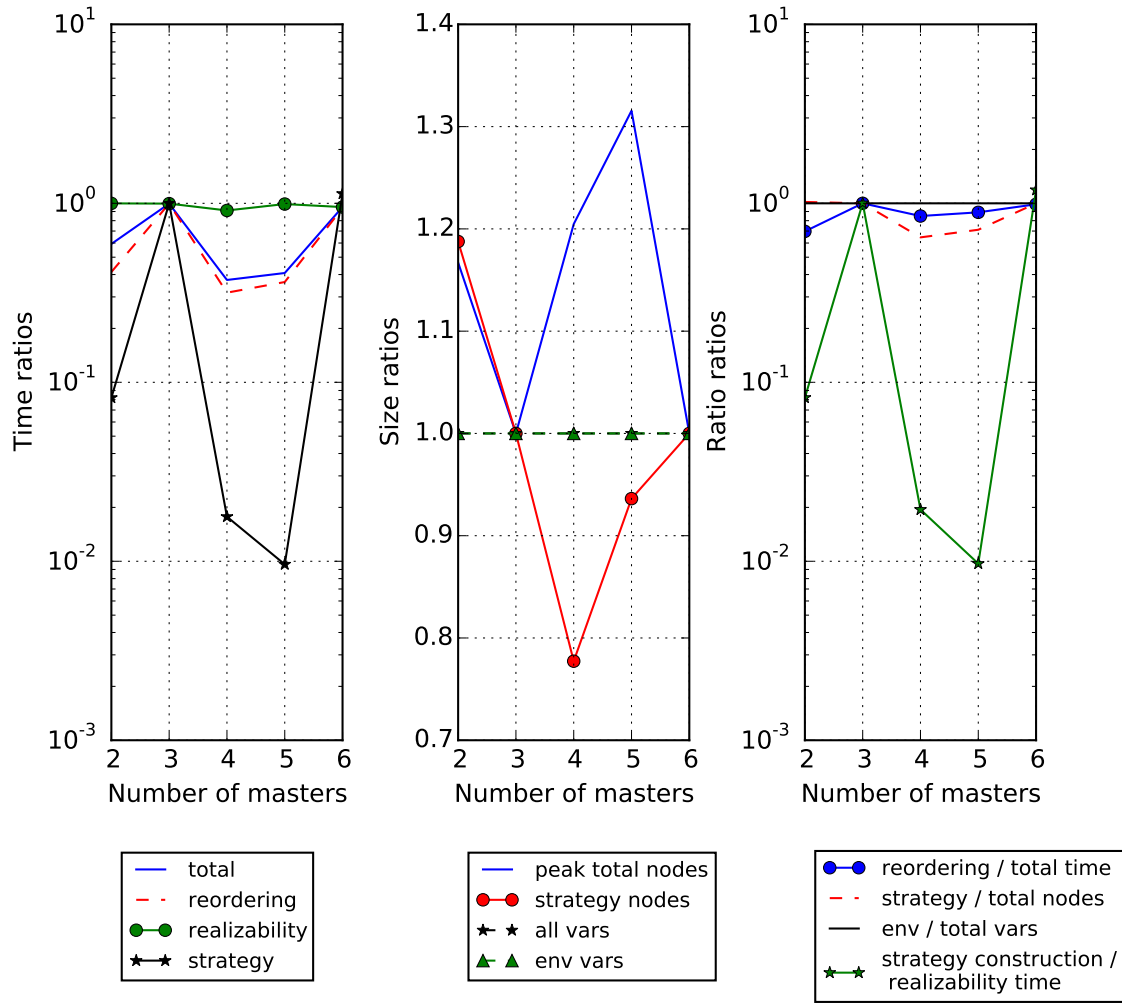 10^1
10^0
10^-1
10^-2
10^-3
Time ratios
2 3 4 5 6
Number of masters
total
reordering
realizability
strategy
1.4
1.3
1.2
1.1
1.0
0.9
0.8
0.7
Size ratios
2 3 4 5 6
Number of masters
peak total nodes
strategy nodes
all vars
env vars
10^1
10^0
10^-1
10^-2
10^-3
Ratio ratios
2 3 4 5 6
Number of masters
reordering / total time
strategy / total nodes
env / total vars
strategy construction /
realizability time